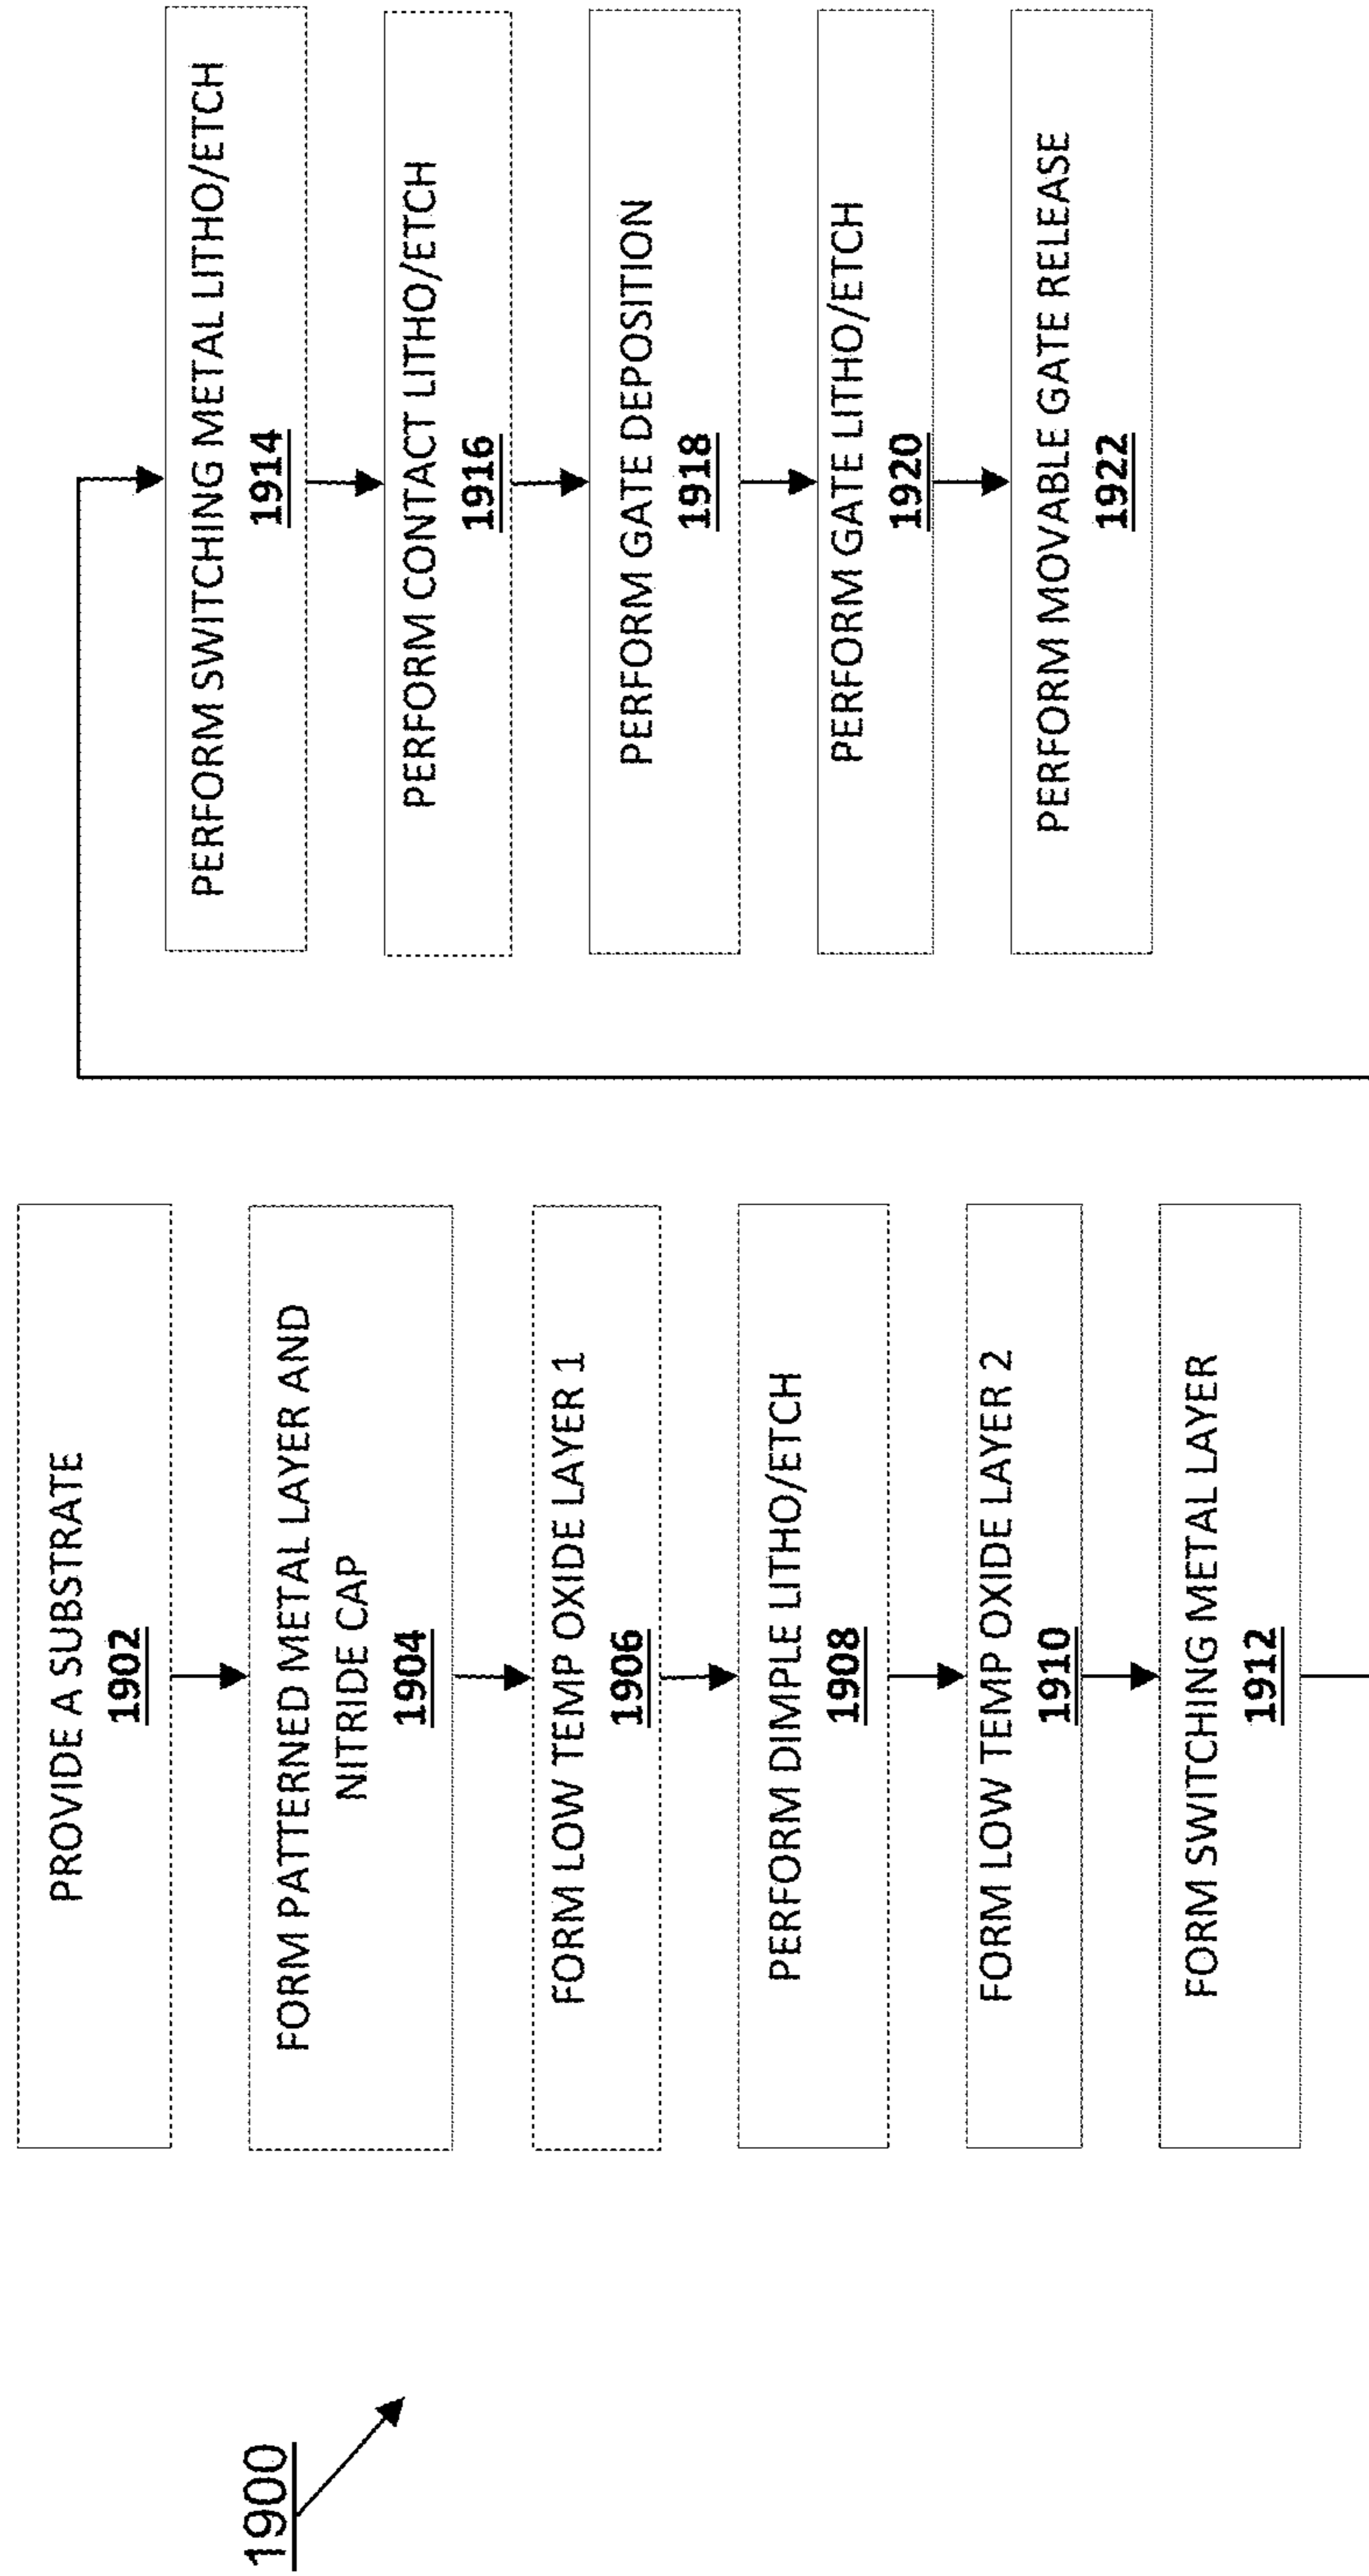 1900
PROVIDE A SUBSTRATE
1902
FORM PATTERNED METAL LAYER AND
NITRIDE CAP
1904
FORM LOW TEMP OXIDE LAYER 1
1906
PERFORM DIMPLE LITHO/ETCH
1908
FORM LOW TEMP OXIDE LAYER 2
1910
FORM SWITCHING METAL LAYER
1912
PERFORM SWITCHING METAL LITHO/ETCH
1914
PERFORM CONTACT LITHO/ETCH
1916
PERFORM GATE DEPOSITION
1918
PERFORM GATE LITHO/ETCH
1920
PERFORM MOVABLE GATE RELEASE
1922